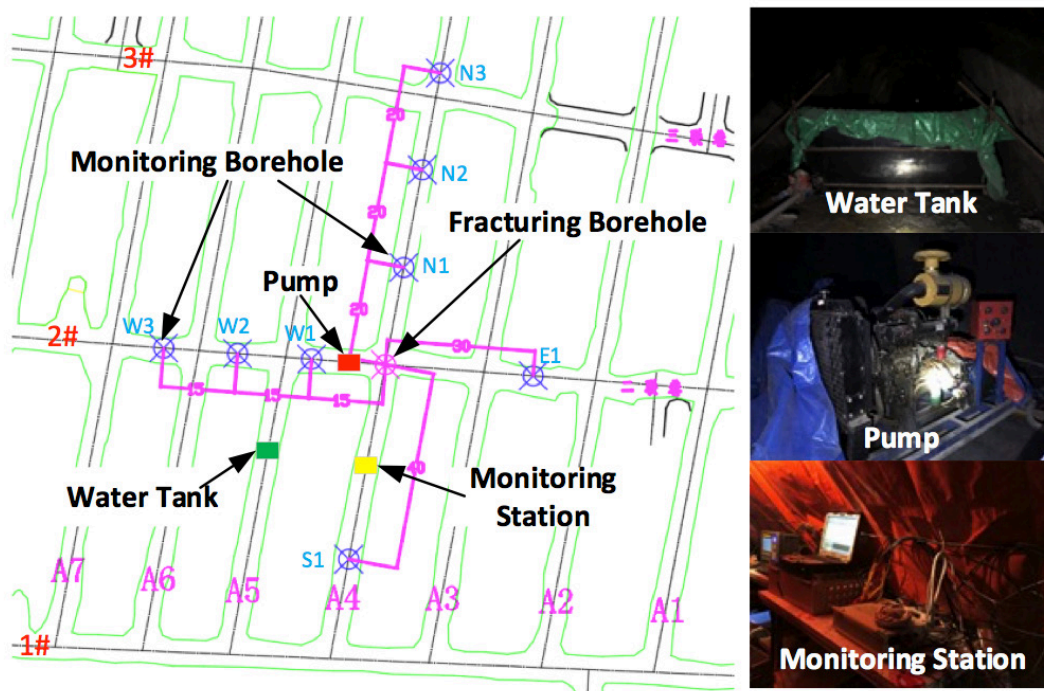 3#
N3
20
Monitoring Borehole
N2
Fracturing Borehole
20
N1
Pump
20
W3
W2
W1
2#
30
E1
15
15
15
40
Water Tank
Monitoring
Station
S1
A7
A6
A5
A4
A3
A2
A1
1#
Water Tank
Pump
Monitoring Station